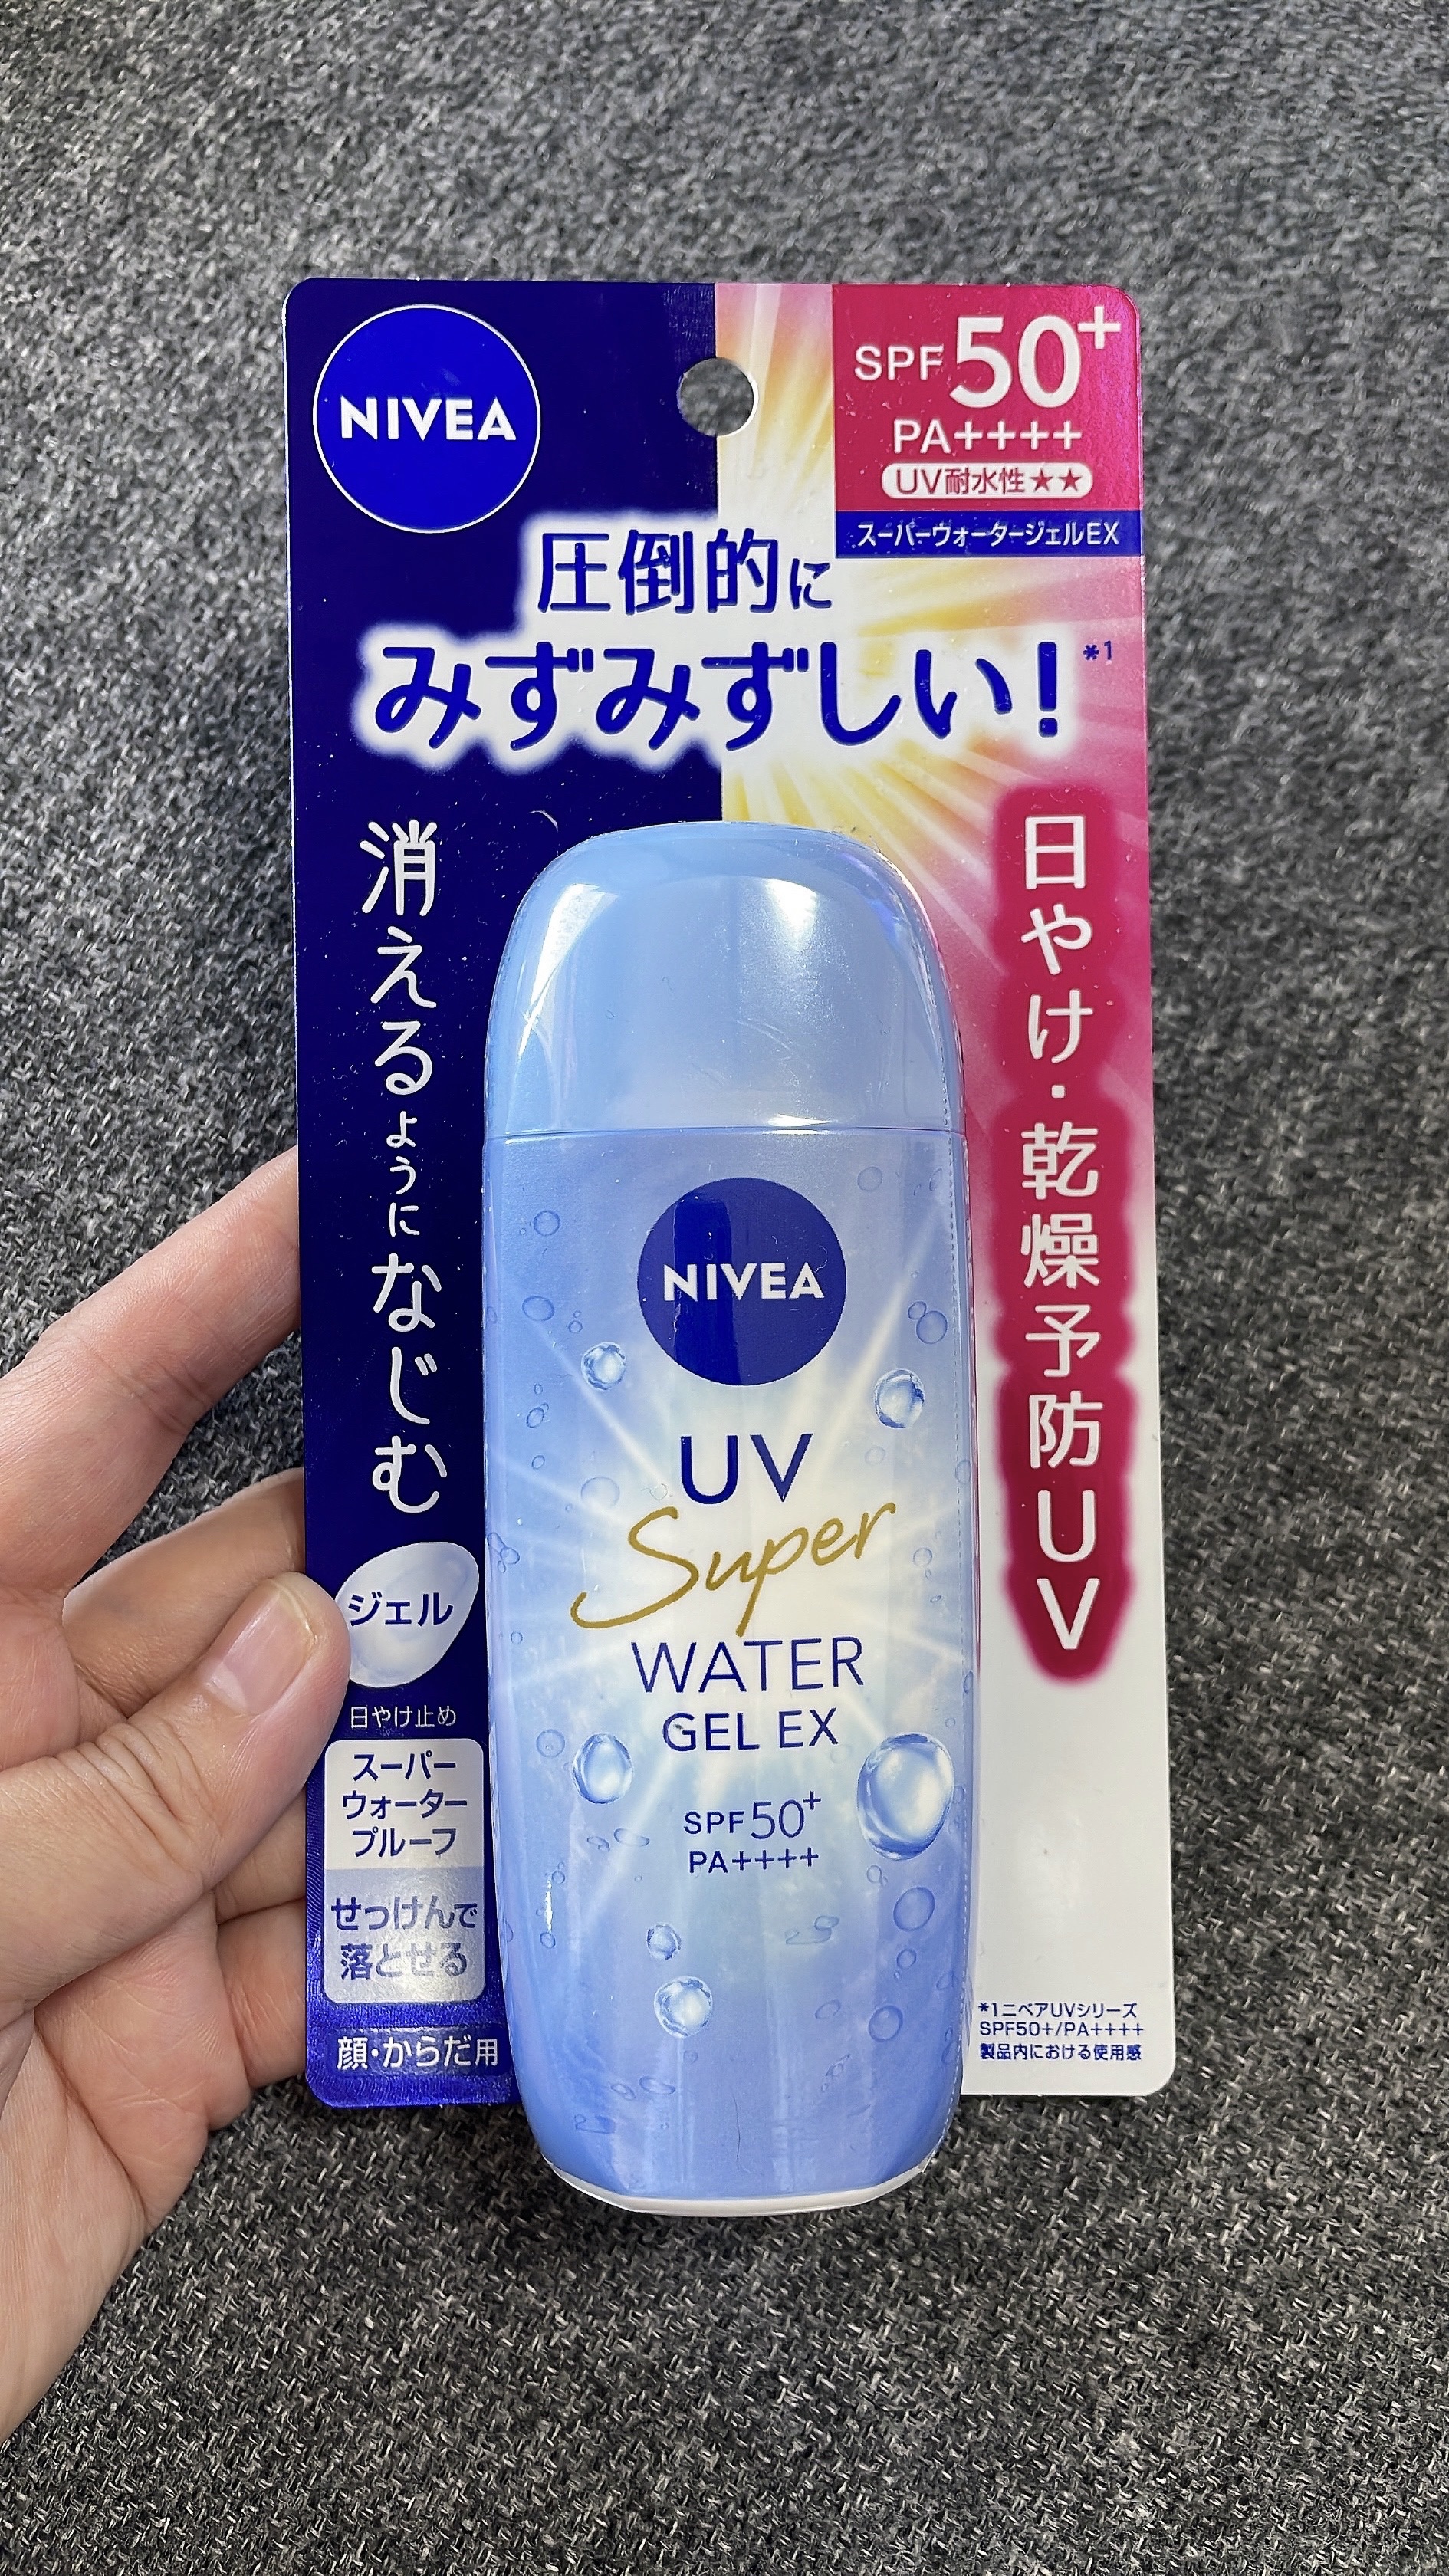 NIVEA
SPF50+
PA++++
UV耐水性★★
スーパーウォータージェルEX
圧倒的に
みずみずしい！*1
消えるようになじむ
日やけ・乾燥予防UV
ジェル
日やけ止め
スーパー
ウォーター
プルーフ
せっけんで
落とせる
顔・からだ用
NIVEA
UV
Super
WATER
GEL EX
SPF50+
PA++++
*1ニベアUVシリーズ
SPF50+/PA++++
製品内における使用感